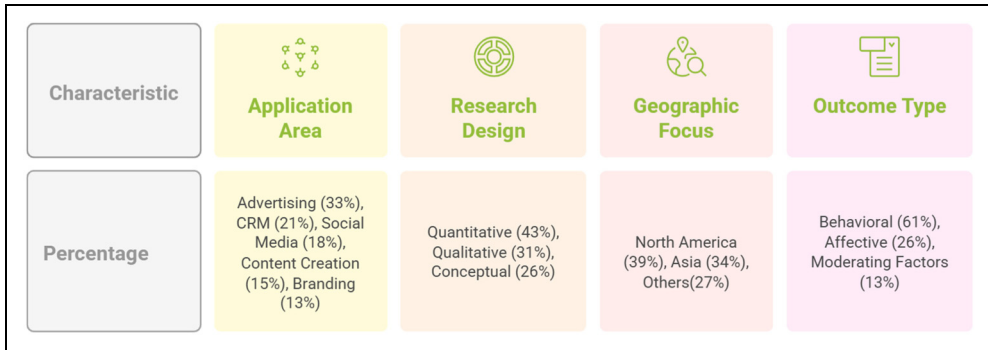 Characteristic
Application
Area
Research
Design
Geographic
Focus
Outcome Type
Percentage
Advertising (33%),
CRM (21%), Social
Media (18%),
Content Creation
(15%), Branding
(13%)
Quantitative (43%),
Qualitative (31%),
Conceptual (26%)
North America
(39%), Asia (34%),
Others(27%)
Behavioral (61%),
Affective (26%),
Moderating Factors
(13%)